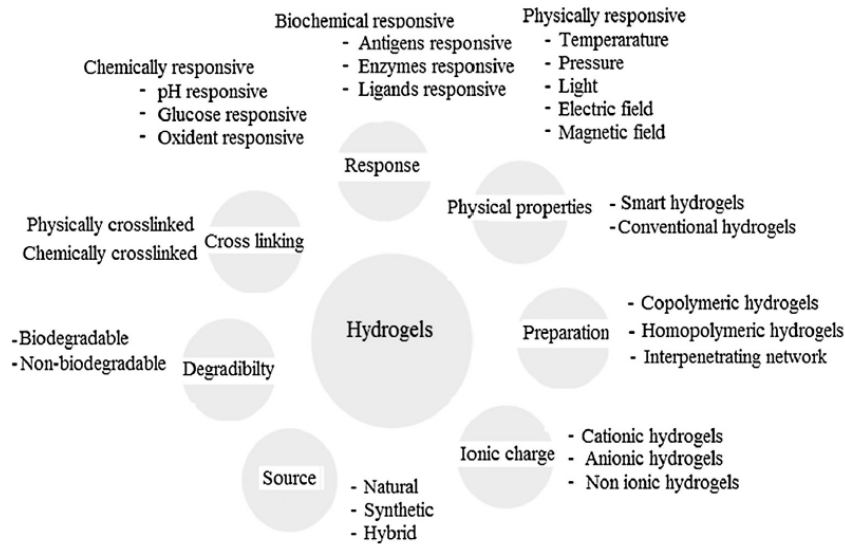 Biochemical responsive
- Antigens responsive
- Enzymes responsive
- Ligands responsive
Physically responsive
- Temperarature
- Pressure
- Light
- Electric field
- Magnetic field
Chemically responsive
- pH responsive
- Glucose responsive
- Oxident responsive
Response
Physical properties
- Smart hydrogels
-Conventional hydrogels
Physically crosslinked
Chemically crosslinked
Cross linking
Hydrogels
Preparation
- Copolymeric hydrogels
- Homopolymeric hydrogels
- Interpenetrating network
-Biodegradable
-Non-biodegradable
Degradibilty
Ionic charge
- Cationic hydrogels
- Anionic hydrogels
- Non ionic hydrogels
Source
- Natural
- Synthetic
- Hybrid